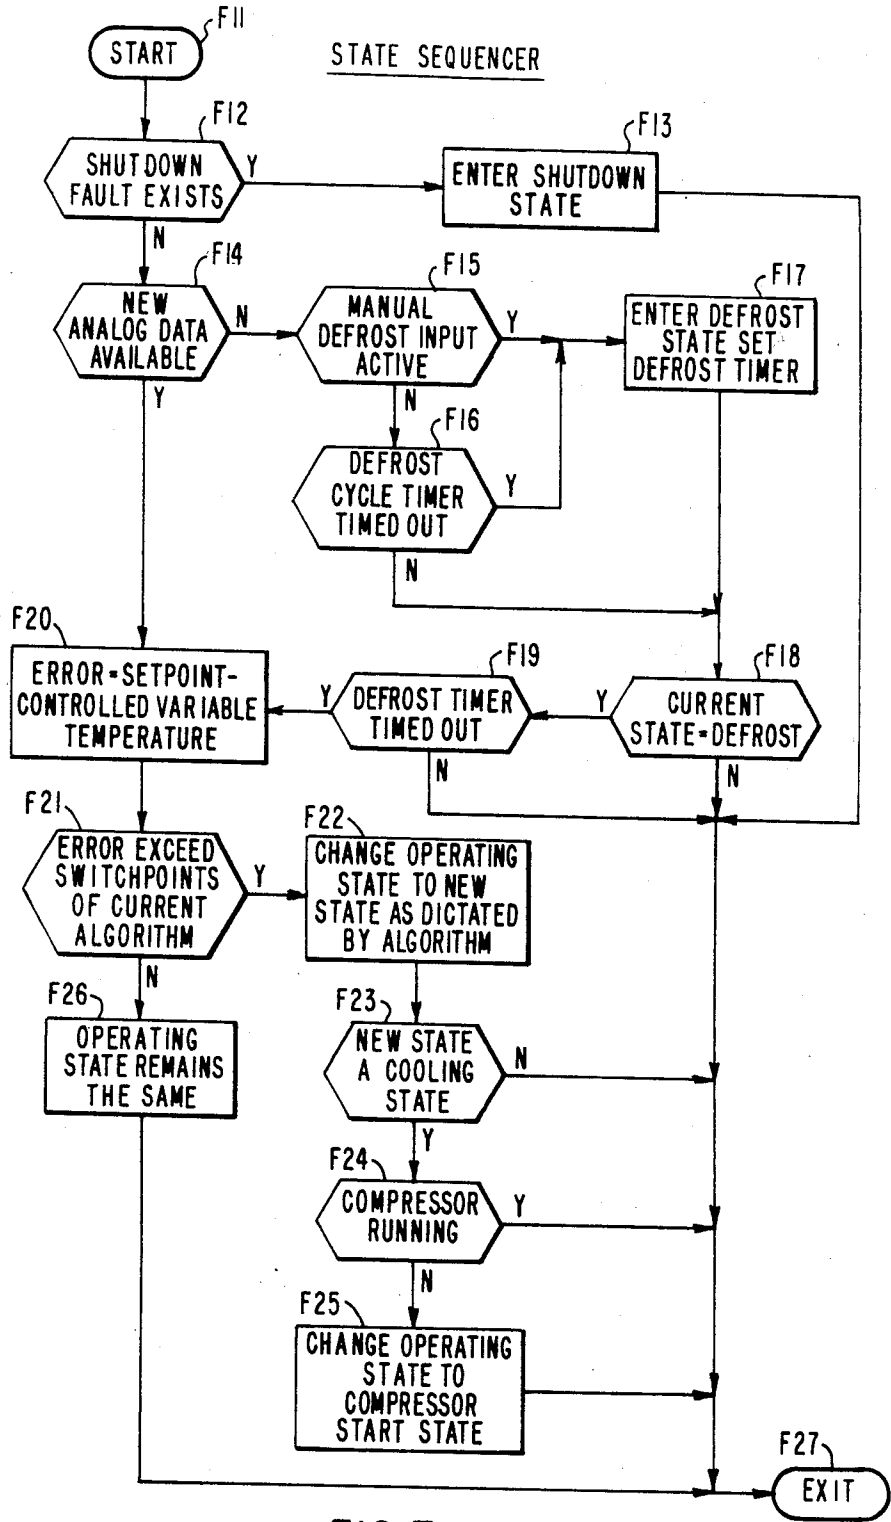 F11
START
STATE SEQUENCER
F12
SHUTDOWN
FAULT EXISTS
Y
N
F13
ENTER SHUTDOWN
STATE
F14
NEW
ANALOG DATA
AVAILABLE
N
Y
F15
MANUAL
DEFROST INPUT
ACTIVE
Y
N
F17
ENTER DEFROST
STATE SET
DEFROST TIMER
F16
DEFROST
CYCLE TIMER
TIMED OUT
Y
N
F20
ERROR=SETPOINT-
CONTROLLED VARIABLE
TEMPERATURE
Y
F19
DEFROST TIMER
TIMED OUT
N
Y
F18
CURRENT
STATE=DEFROST
N
F21
ERROR EXCEED
SWITCHPOINTS
OF CURRENT
ALGORITHM
Y
N
F22
CHANGE OPERATING
STATE TO NEW
STATE AS DICTATED
BY ALGORITHM
F26
OPERATING
STATE REMAINS
THE SAME
F23
NEW STATE
A COOLING
STATE
N
Y
F24
COMPRESSOR
RUNNING
Y
N
F25
CHANGE OPERATING
STATE TO
COMPRESSOR
START STATE
F27
EXIT